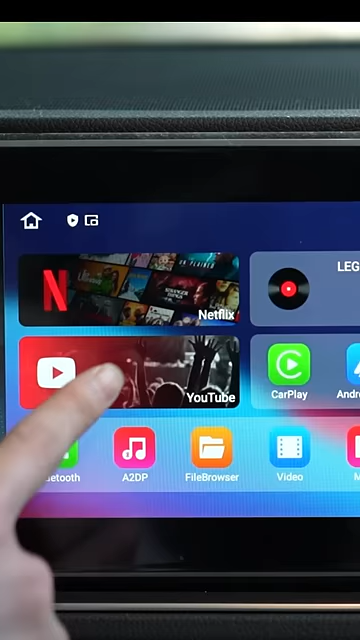 Netflix
LEG
YouTube
CarPlay
Andr
etooth
A2DP
FileBrowser
Video
M